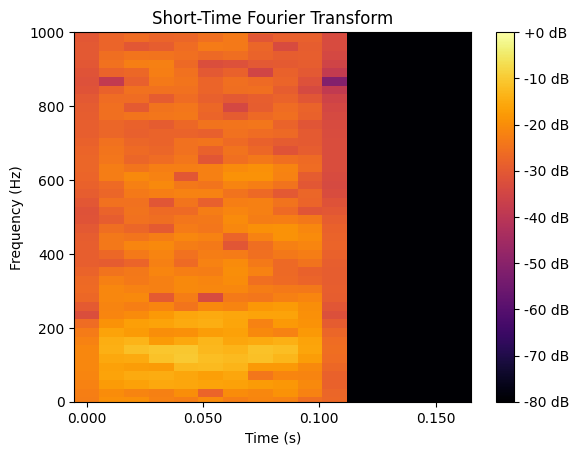 Short-Time Fourier Transform
1000
800
600
400
200
0
Frequency (Hz)
0.000
0.050
0.100
0.150
Time (s)
+0 dB
-10 dB
-20 dB
-30 dB
-40 dB
-50 dB
-60 dB
-70 dB
-80 dB